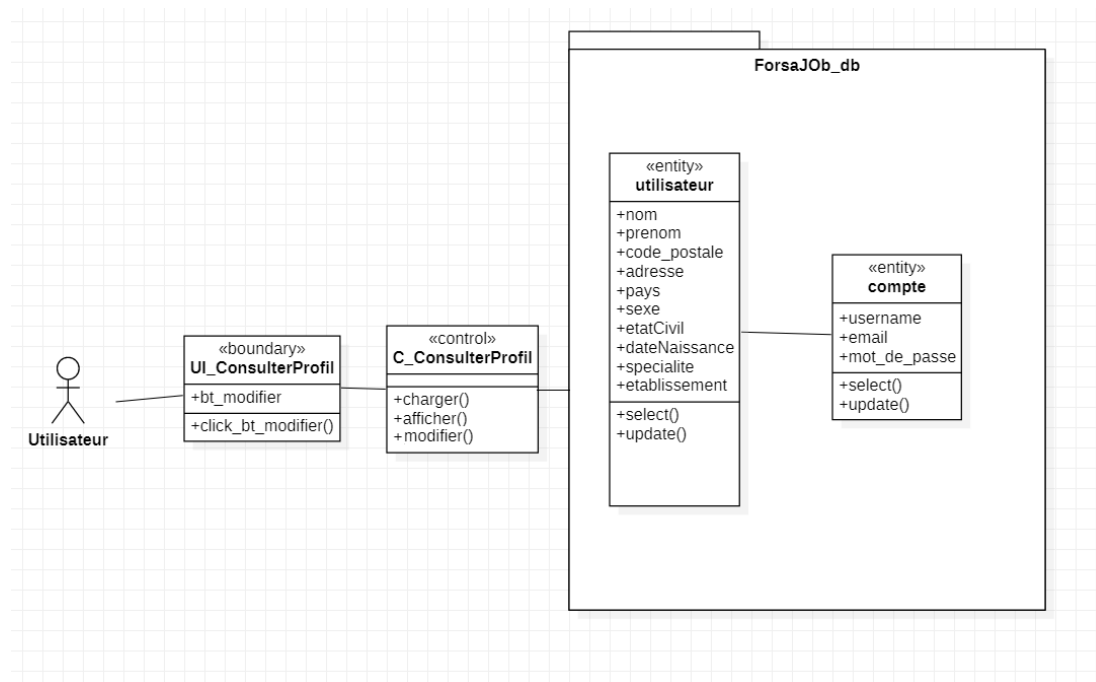 ForsaJOb_db
«entity»
utilisateur
+nom
+prenom
+code_postale
+adresse
+pays
+sexe
+etatCivil
+dateNaissance
+specialite
+etablissement
+select()
+update()
«entity»
compte
+username
+email
+mot_de_passe
+select()
+update()
«control»
C_ConsulterProfil
+charger()
+afficher()
+modifier()
«boundary»
UI_ConsulterProfil
+bt_modifier
+click_bt_modifier()
Utilisateur